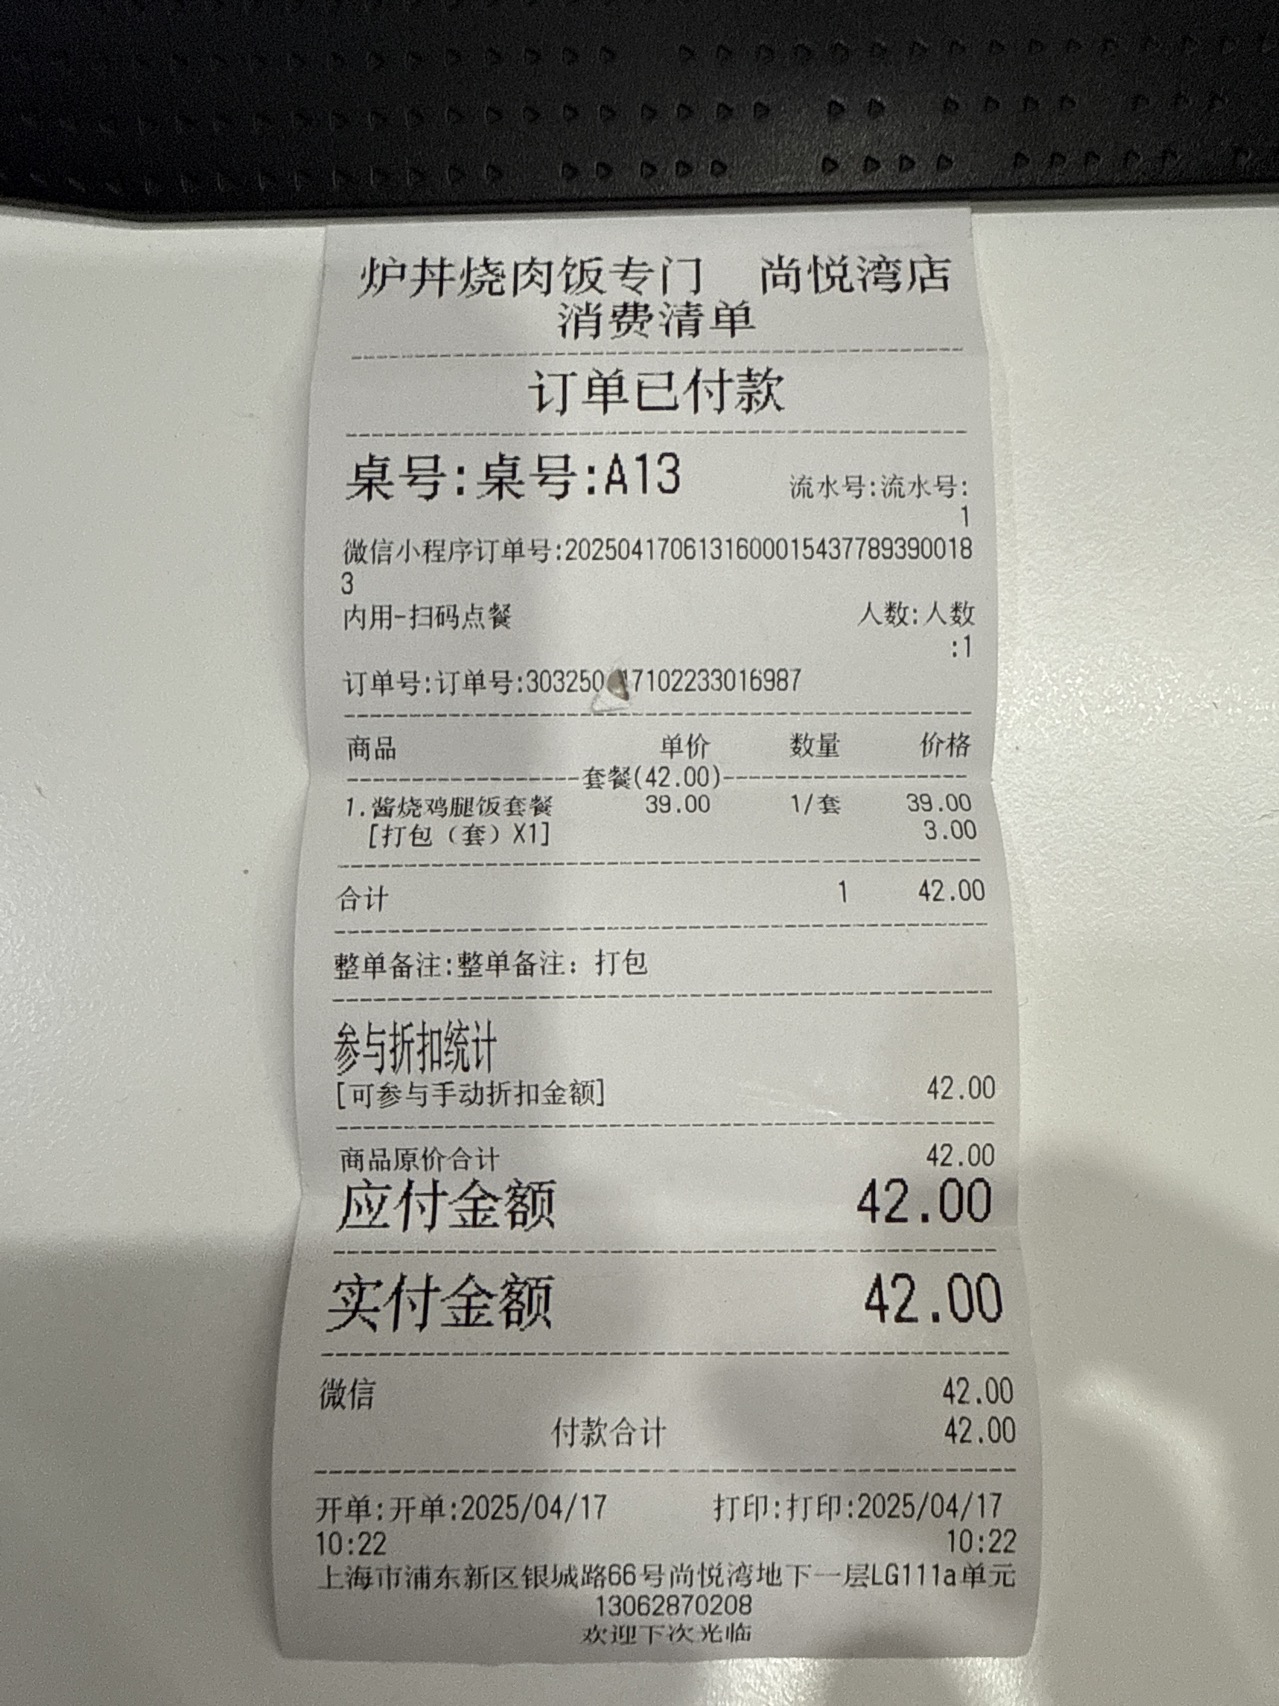 炉丼烧肉饭专门 尚悦湾店
消费清单
订单已付款
桌号:桌号:A13 流水号:流水号:
1
微信小程序订单号:2025041706131600015437789390018
3
内用-扫码点餐 人数:人数
:1
订单号:订单号:303250 17102233016987
商品 单价 数量 价格
套餐(42.00)
1.酱烧鸡腿饭套餐 39.00 1/套 39.00
[打包（套）X1] 3.00
合计 1 42.00
整单备注:整单备注：打包
参与折扣统计
[可参与手动折扣金额] 42.00
商品原价合计 42.00
应付金额 42.00
实付金额 42.00
微信 42.00
付款合计 42.00
开单:开单:2025/04/17 打印:打印:2025/04/17
10:22 10:22
上海市浦东新区银城路66号尚悦湾地下一层LG111a单元
13062870208
欢迎下次光临